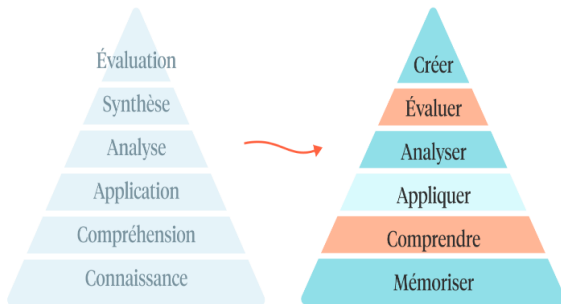 Évaluation
Synthèse
Analyse
Application
Compréhension
Connaissance
Créer
Évaluer
Analyser
Appliquer
Comprendre
Mémoriser